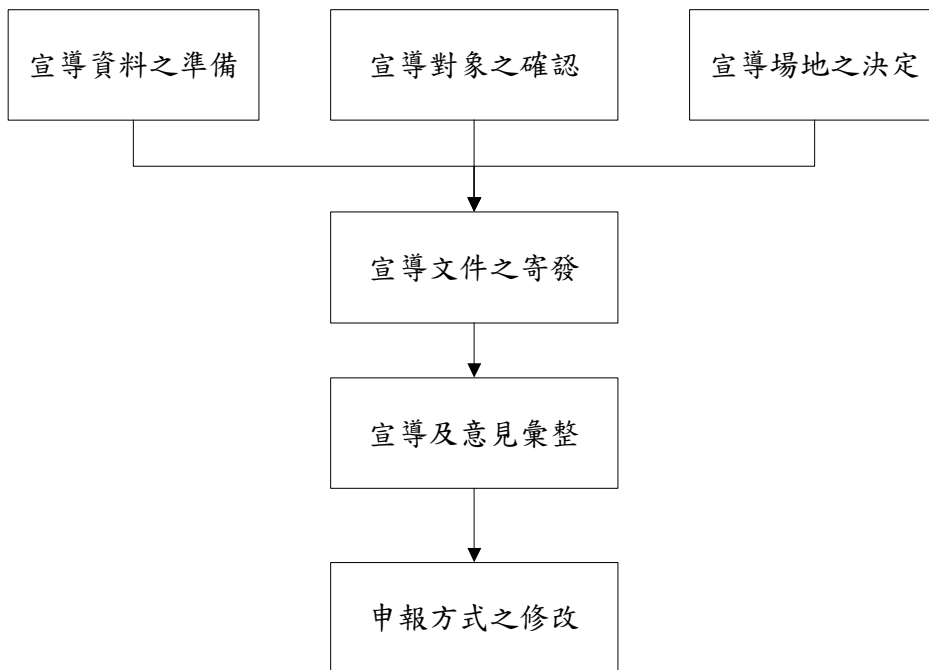 宣導資料之準備
宣導對象之確認
宣導場地之決定
宣導文件之寄發
宣導及意見彙整
申報方式之修改